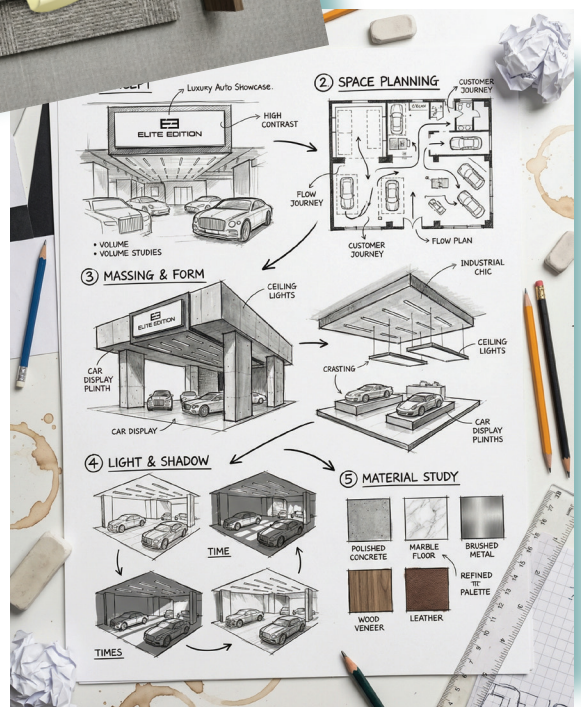 Luxury Auto Showcase.
ELITE EDITION
HIGH
CONTRAST
• VOLUME
• VOLUME STUDIES
② SPACE PLANNING
CUSTOMER
JOURNEY
FLOW
JOURNEY
CUSTOMER
JOURNEY
FLOW PLAN
③ MASSING & FORM
ELITE EDITION
CEILING
LIGHTS
CAR
DISPLAY
PLINTH
CAR DISPLAY
INDUSTRIAL
CHIC
CEILING
LIGHTS
CRASTING
CAR
DISPLAY
PLINTHS
④ LIGHT & SHADOW
TIME
TIMES
⑤ MATERIAL STUDY
POLISHED
CONCRETE
MARBLE
FLOOR
BRUSHED
METAL
REFINED
PALETTE
WOOD
VENEER
LEATHER